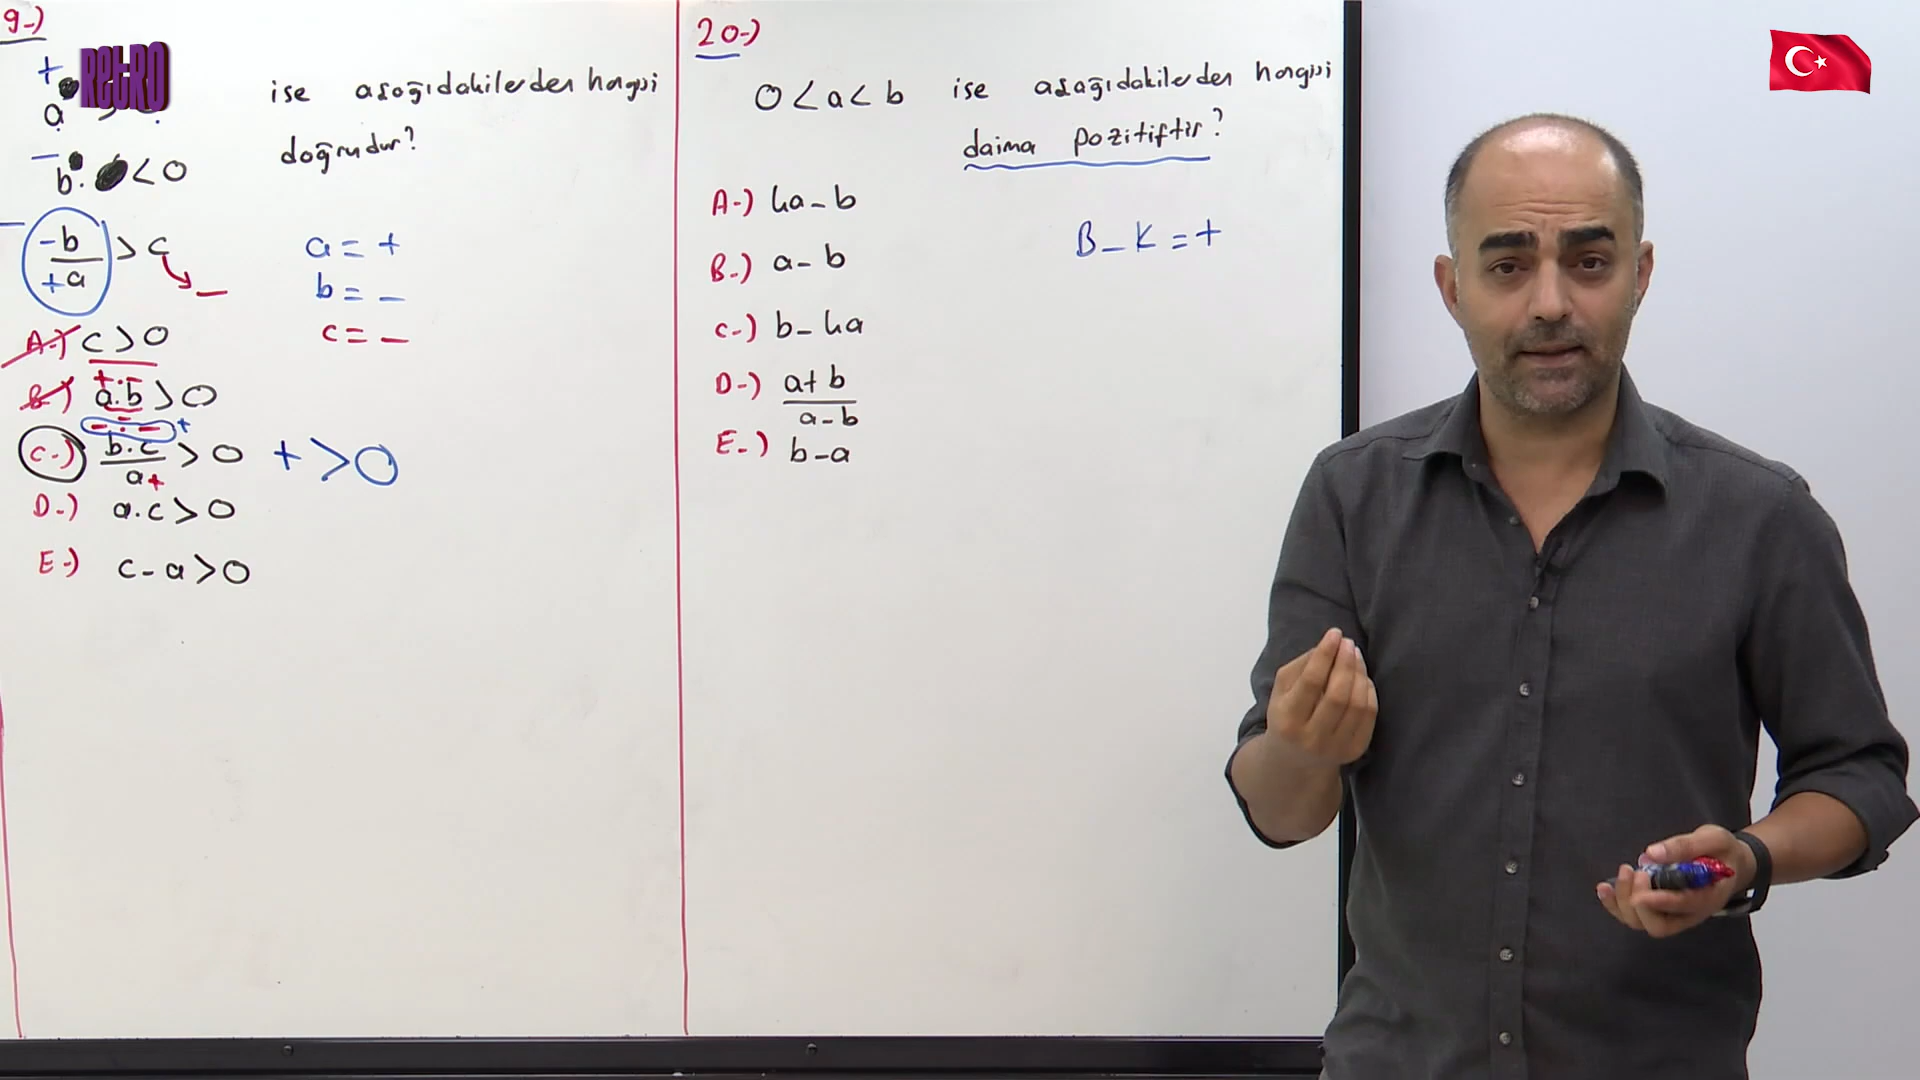 9-)
RETRO
+
a
ise aşağıdakilerden hangisi
doğrudur?
-
b. < 0
-b / +a > c
-
a = +
b = -
c = -
A-) c > 0
+ . -
B-) a.b > 0
- . - +
C-) b.c / a > 0 + > 0
+
D-) a.c > 0
E-) c - a > 0
20-)
0 < a < b ise aşağıdakilerden hangisi
daima pozitiftir?
A-) 4a - b
B-) a - b
C-) b - 4a
D-) a + b / a - b
E-) b - a
B - K = +